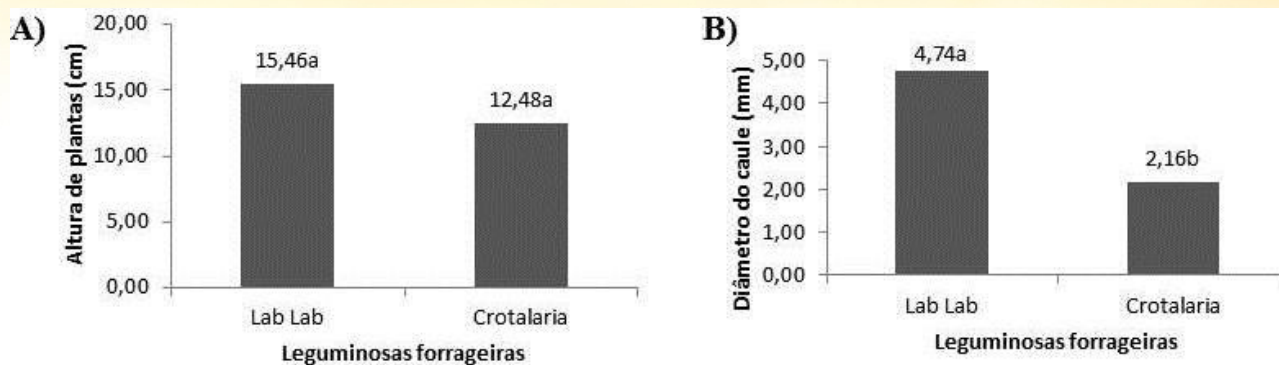 A)
Altura de plantas (cm)
20,00
15,00
10,00
5,00
0,00
15,46a
12,48a
Lab Lab
Crotalaria
Leguminosas forrageiras
B)
Diâmetro do caule (mm)
5,00
4,00
3,00
2,00
1,00
0,00
4,74a
2,16b
Lab Lab
Crotalaria
Leguminosas forrageiras